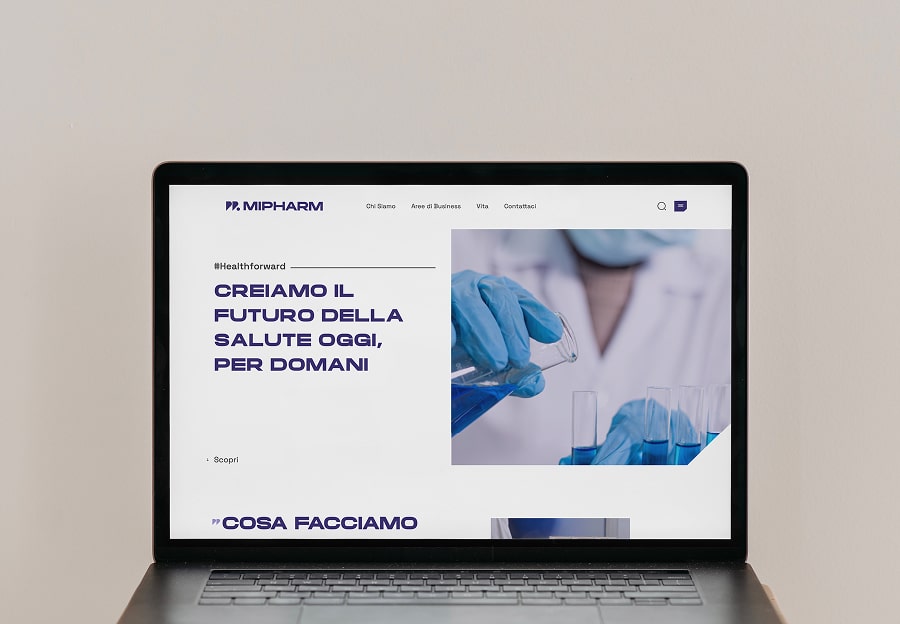 MIPHARM
Chi Siamo Aree di Business Vita Contattaci
#Healthforward
CREIAMO IL
FUTURO DELLA
SALUTE OGGI,
PER DOMANI
Scopri
COSA FACCIAMO